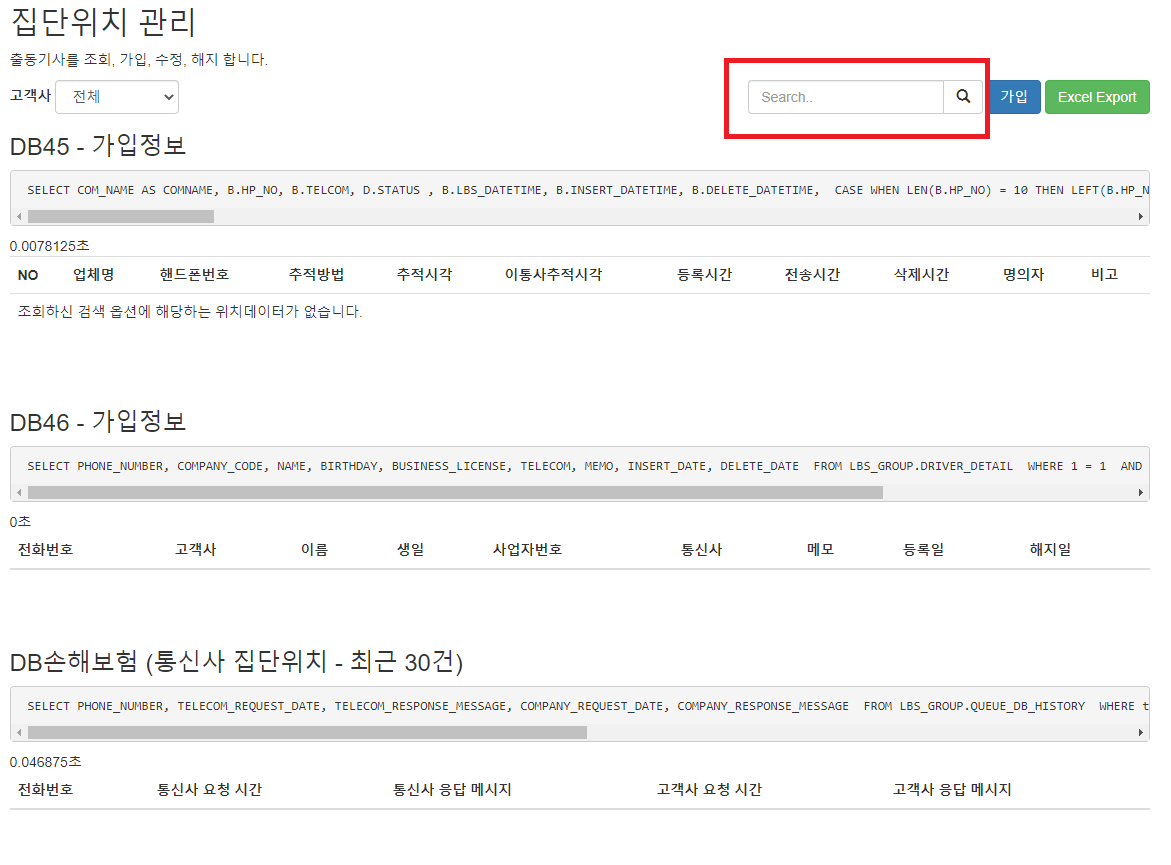 집단위치 관리
출동기사를 조회, 가입, 수정, 해지 합니다.
고객사 전체 Search.. 가입 Excel Export
DB45 - 가입정보
SELECT COM_NAME AS COMNAME, B.HP_NO, B.TELCOM, D.STATUS , B.LBS_DATETIME, B.INSERT_DATETIME, B.DELETE_DATETIME, CASE WHEN LEN(B.HP_NO) = 10 THEN LEFT(B.HP_N
0.0078125초
NO 업체명 핸드폰번호 추적방법 추적시각 이통사추적시각 등록시간 전송시간 삭제시간 명의자 비고
조회하신 검색 옵션에 해당하는 위치데이터가 없습니다.
DB46 - 가입정보
SELECT PHONE_NUMBER, COMPANY_CODE, NAME, BIRTHDAY, BUSINESS_LICENSE, TELECOM, MEMO, INSERT_DATE, DELETE_DATE FROM LBS_GROUP.DRIVER_DETAIL WHERE 1 = 1 AND
0초
전화번호 고객사 이름 생일 사업자번호 통신사 메모 등록일 해지일
DB손해보험 (통신사 집단위치 - 최근 30건)
SELECT PHONE_NUMBER, TELECOM_REQUEST_DATE, TELECOM_RESPONSE_MESSAGE, COMPANY_REQUEST_DATE, COMPANY_RESPONSE_MESSAGE FROM LBS_GROUP.QUEUE_DB_HISTORY WHERE t
0.046875초
전화번호 통신사 요청 시간 통신사 응답 메시지 고객사 요청 시간 고객사 응답 메시지